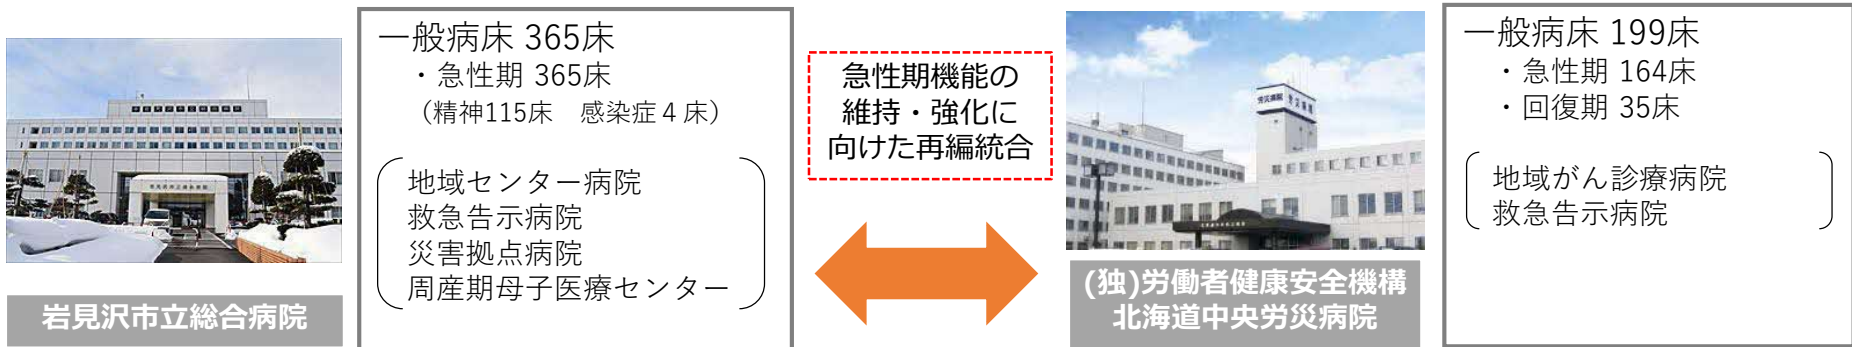 岩見沢市立総合病院
一般病床 365床
・急性期 365床
（精神115床　感染症４床）
地域センター病院
救急告示病院
災害拠点病院
周産期母子医療センター
急性期機能の
維持・強化に
向けた再編統合
労災病院
(独)労働者健康安全機構
北海道中央労災病院
一般病床 199床
・急性期 164床
・回復期 35床
地域がん診療病院
救急告示病院